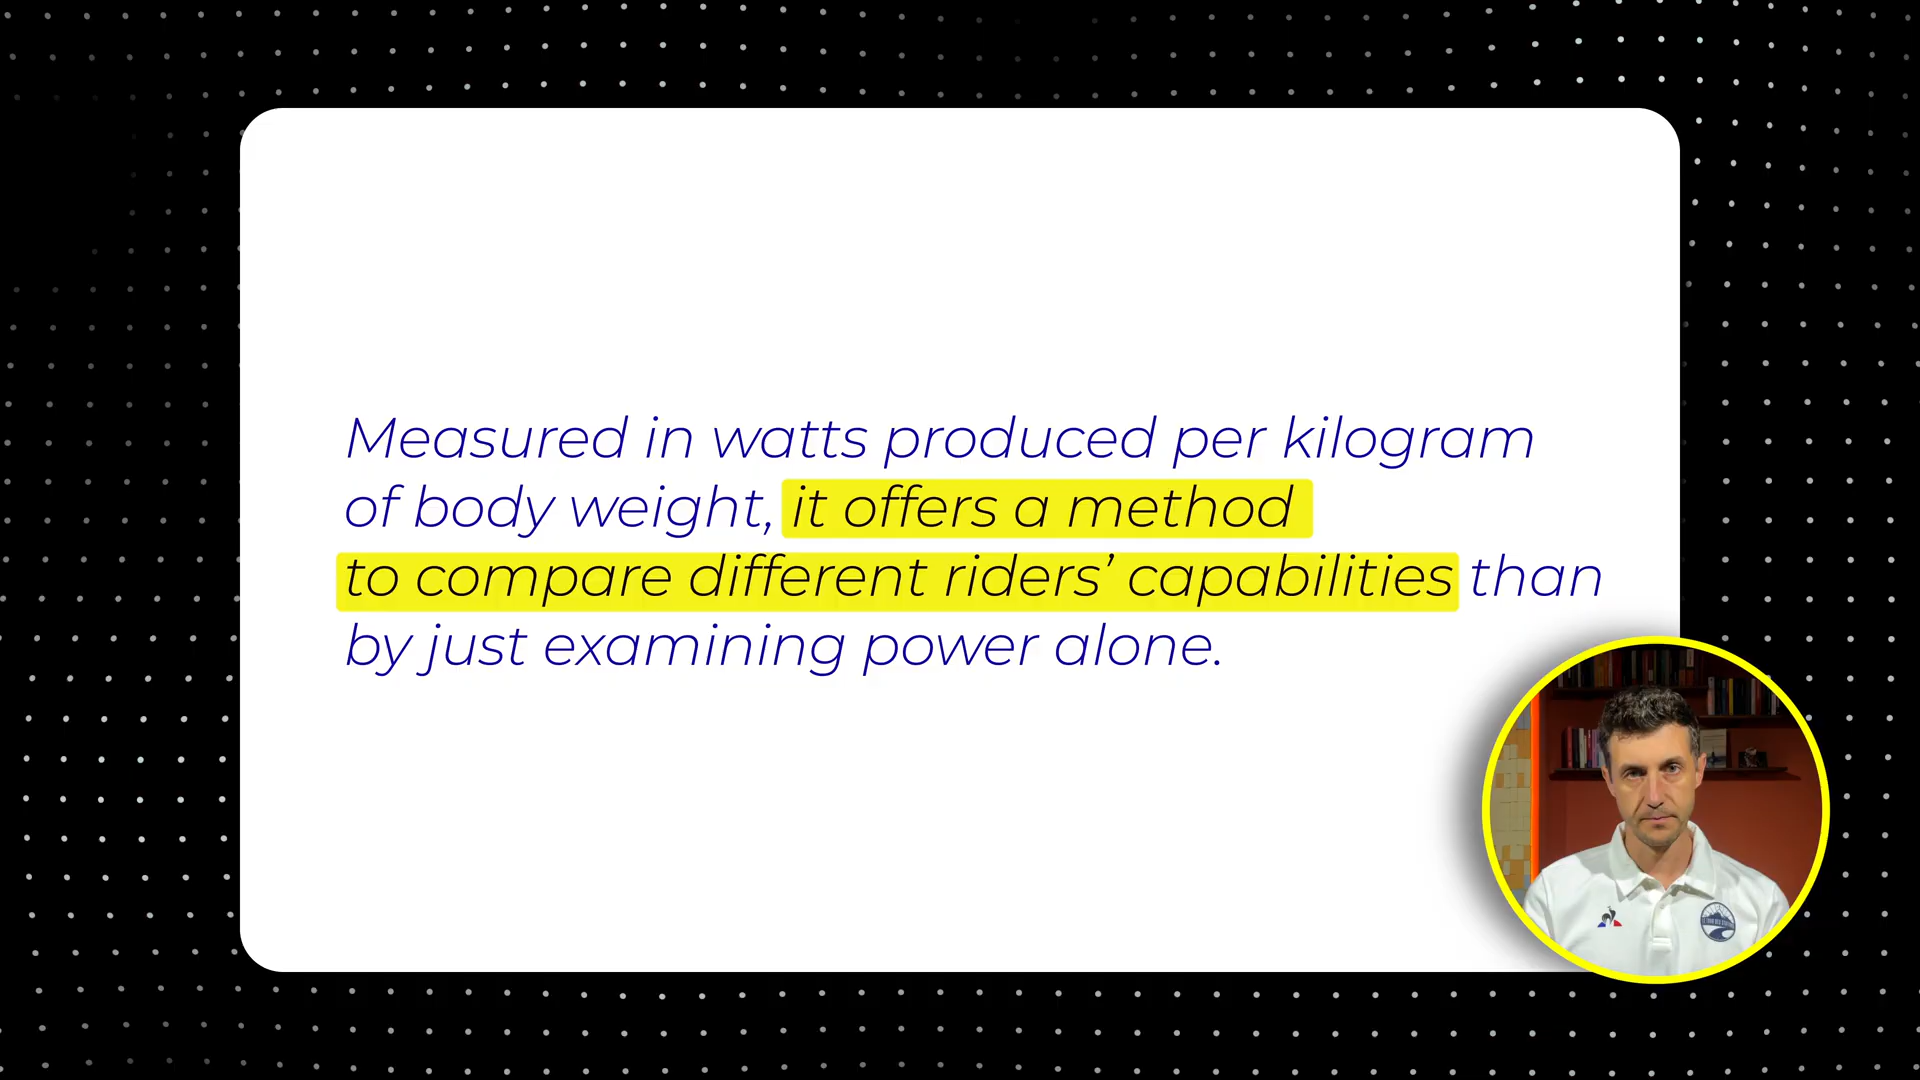 Measured in watts produced per kilogram
of body weight, it offers a method
to compare different riders’ capabilities than
by just examining power alone.